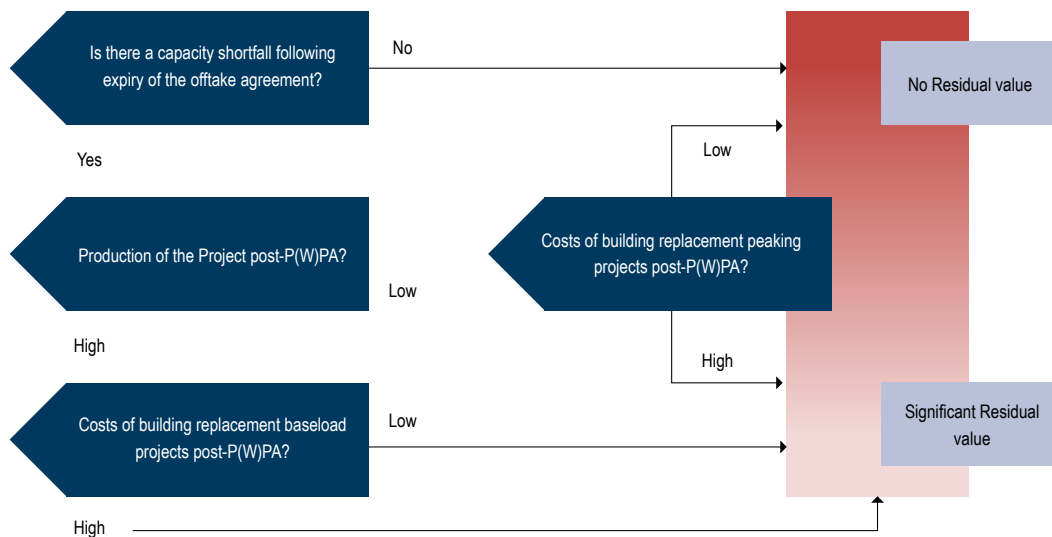 Is there a capacity shortfall following
expiry of the offtake agreement?
No
No Residual value
Yes
Low
Production of the Project post-P(W)PA?
Costs of building replacement peaking
projects post-P(W)PA?
Low
High
High
Costs of building replacement baseload
projects post-P(W)PA?
Low
Significant Residual
value
High